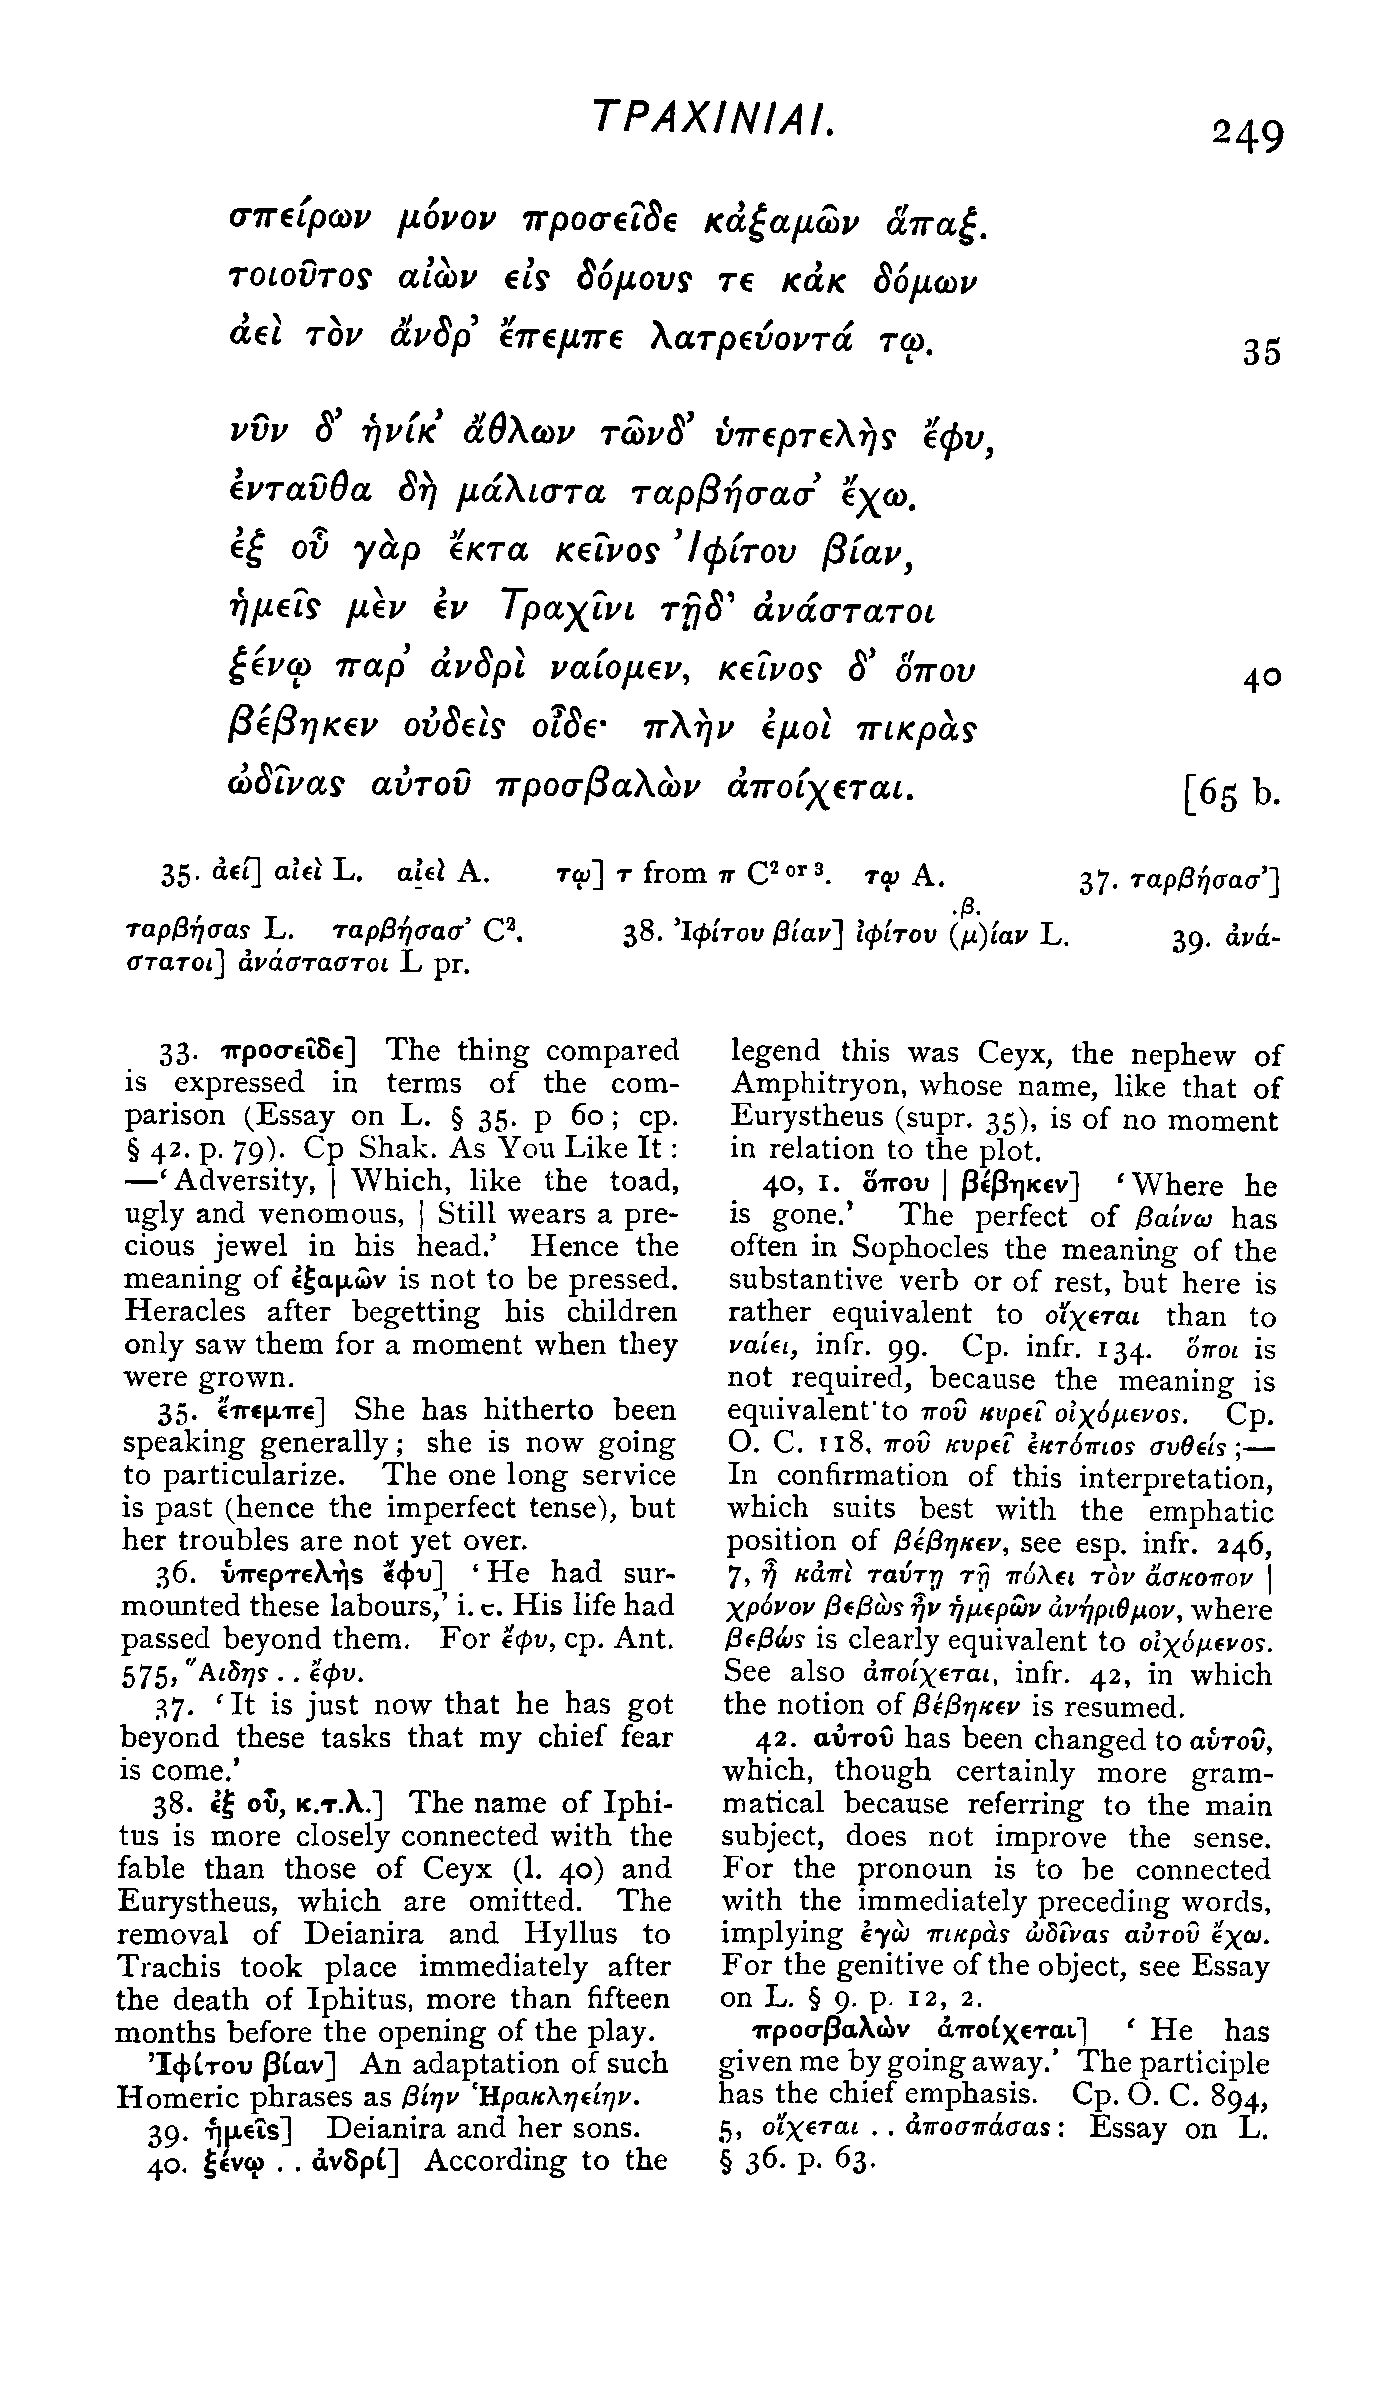 ΤΡΑΧΙΝΙΑΙ.
249
σπείρων μόνον προσεῖδε κἀξαμῶν ἅπαξ.
τοιοῦτος αἰὼν εἰς δόμους τε κἀκ δόμων
ἀεὶ τὸν ἄνδρ' ἔπεμπε λατρεύοντά τῳ.
35
νῦν δ' ἡνίκ' ἄθλων τῶνδ' ὑπερτελὴς ἔφυ,
ἐνταῦθα δὴ μάλιστα ταρβήσασ' ἔχω.
ἐξ οὗ γὰρ ἔκτα κεῖνος Ἰφίτου βίαν,
ἡμεῖς μὲν ἐν Τραχῖνι τῇδ' ἀνάστατοι
ξένῳ παρ' ἀνδρὶ ναίομεν, κεῖνος δ' ὅπου
40
βέβηκεν οὐδεὶς οἶδε· πλὴν ἐμοὶ πικρὰς
ὠδῖνας αὐτοῦ προσβαλὼν ἀποίχεται.
[65 b.
35. ἀεί] αἰεὶ L. αἰεὶ A. τῳ] τ from π C² or ³. τῳ A. 37. ταρβήσασ']
ταρβήσας L. ταρβήσασ' C². 38. Ἰφίτου βίαν] ἰφίτου (μ)ίαν L. 39. ἀνά-
.β.
στατοι] ἀνάσταστοι L pr.
33. προσεῖδε] The thing compared
is expressed in terms of the com-
parison (Essay on L. § 35. p 60; cp.
§ 42. p. 79). Cp Shak. As You Like It :
—‘Adversity, | Which, like the toad,
ugly and venomous, | Still wears a pre-
cious jewel in his head.’ Hence the
meaning of ἐξαμῶν is not to be pressed.
Heracles after begetting his children
only saw them for a moment when they
were grown.
35. ἔπεμπε] She has hitherto been
speaking generally; she is now going
to particularize. The one long service
is past (hence the imperfect tense), but
her troubles are not yet over.
36. ὑπερτελὴς ἔφυ] ‘He had sur-
mounted these labours,’ i. e. His life had
passed beyond them. For ἔφυ, cp. Ant.
575, Ἅιδης . . ἔφυ.
37. ‘It is just now that he has got
beyond these tasks that my chief fear
is come.’
38. ἐξ οὗ, κ.τ.λ.] The name of Iphi-
tus is more closely connected with the
fable than those of Ceyx (l. 40) and
Eurystheus, which are omitted. The
removal of Deianira and Hyllus to
Trachis took place immediately after
the death of Iphitus, more than fifteen
months before the opening of the play.
Ἰφίτου βίαν] An adaptation of such
Homeric phrases as βίην Ἡρακληείην.
39. ἡμεῖς] Deianira and her sons.
40. ξένῳ . . ἀνδρί] According to the
legend this was Ceyx, the nephew of
Amphitryon, whose name, like that of
Eurystheus (supr. 35), is of no moment
in relation to the plot.
40, 1. ὅπου | βέβηκεν] ‘Where he
is gone.’ The perfect of βαίνω has
often in Sophocles the meaning of the
substantive verb or of rest, but here is
rather equivalent to οἴχεται than to
ναίει, infr. 99. Cp. infr. 134. ὅποι is
not required, because the meaning is
equivalent to ποῦ κυρεῖ οἰχόμενος. Cp.
O. C. 118, ποῦ κυρεῖ ἐκτόπιος συθείς ;—
In confirmation of this interpretation,
which suits best with the emphatic
position of βέβηκεν, see esp. infr. 246,
7, ἦ κἀπὶ ταύτῃ τῇ πόλει τὸν ἄσκοπον |
χρόνον βεβὼς ἦν ἡμερῶν ἀνήριθμον, where
βεβώς is clearly equivalent to οἰχόμενος.
See also ἀποίχεται, infr. 42, in which
the notion of βέβηκεν is resumed.
42. αὐτοῦ has been changed to αὑτοῦ,
which, though certainly more gram-
matical because referring to the main
subject, does not improve the sense.
For the pronoun is to be connected
with the immediately preceding words,
implying ἐγὼ πικρὰς ὠδῖνας αὐτοῦ ἔχω.
For the genitive of the object, see Essay
on L. § 9. p. 12, 2.
προσβαλὼν ἀποίχεται] ‘He has
given me by going away.’ The participle
has the chief emphasis. Cp. O. C. 894,
5, οἴχεται . . ἀποσπάσας : Essay on L.
§ 36. p. 63.